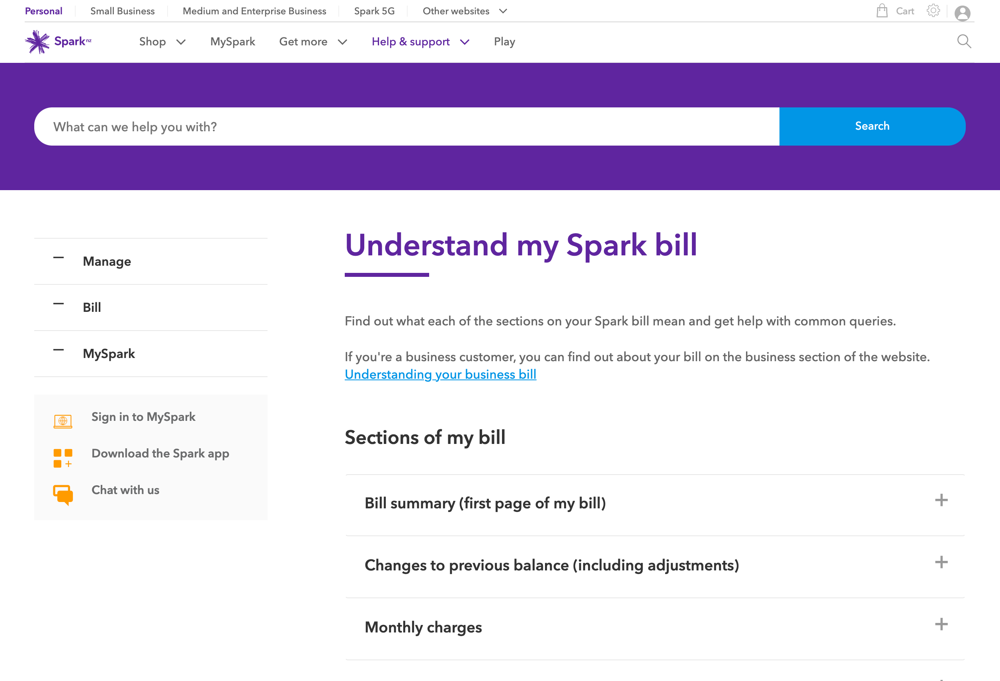 Personal
Small Business
Medium and Enterprise Business
Spark 5G
Other websites
Cart
Spark nz
Shop
MySpark
Get more
Help & support
Play
What can we help you with?
Search
Manage
Bill
MySpark
Sign in to MySpark
Download the Spark app
Chat with us
Understand my Spark bill
Find out what each of the sections on your Spark bill mean and get help with common queries.
If you're a business customer, you can find out about your bill on the business section of the website.
Understanding your business bill
Sections of my bill
Bill summary (first page of my bill)
Changes to previous balance (including adjustments)
Monthly charges